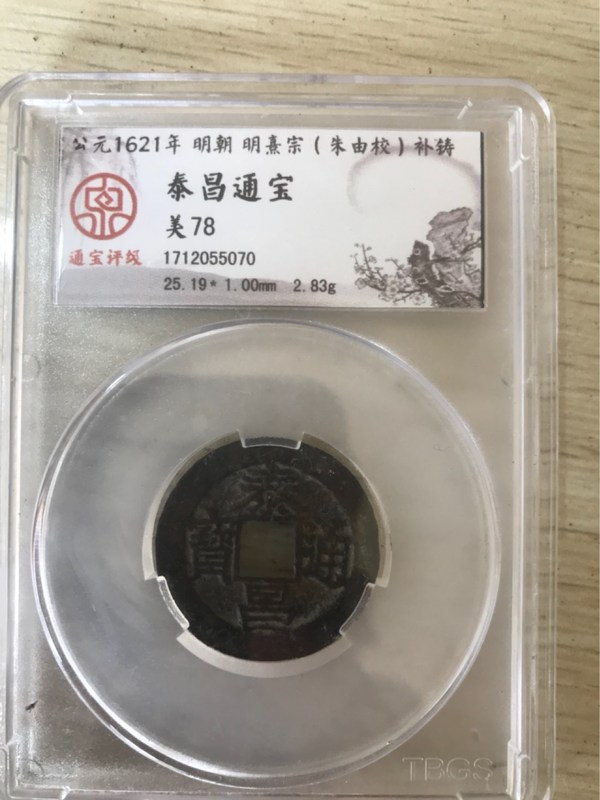 公元1621年 明朝 明熹宗（朱由校）补铸
泰昌通宝
美78
通宝评级
1712055070
25.19*1.00mm 2.83g
泰
寳 通
昌
TBGS